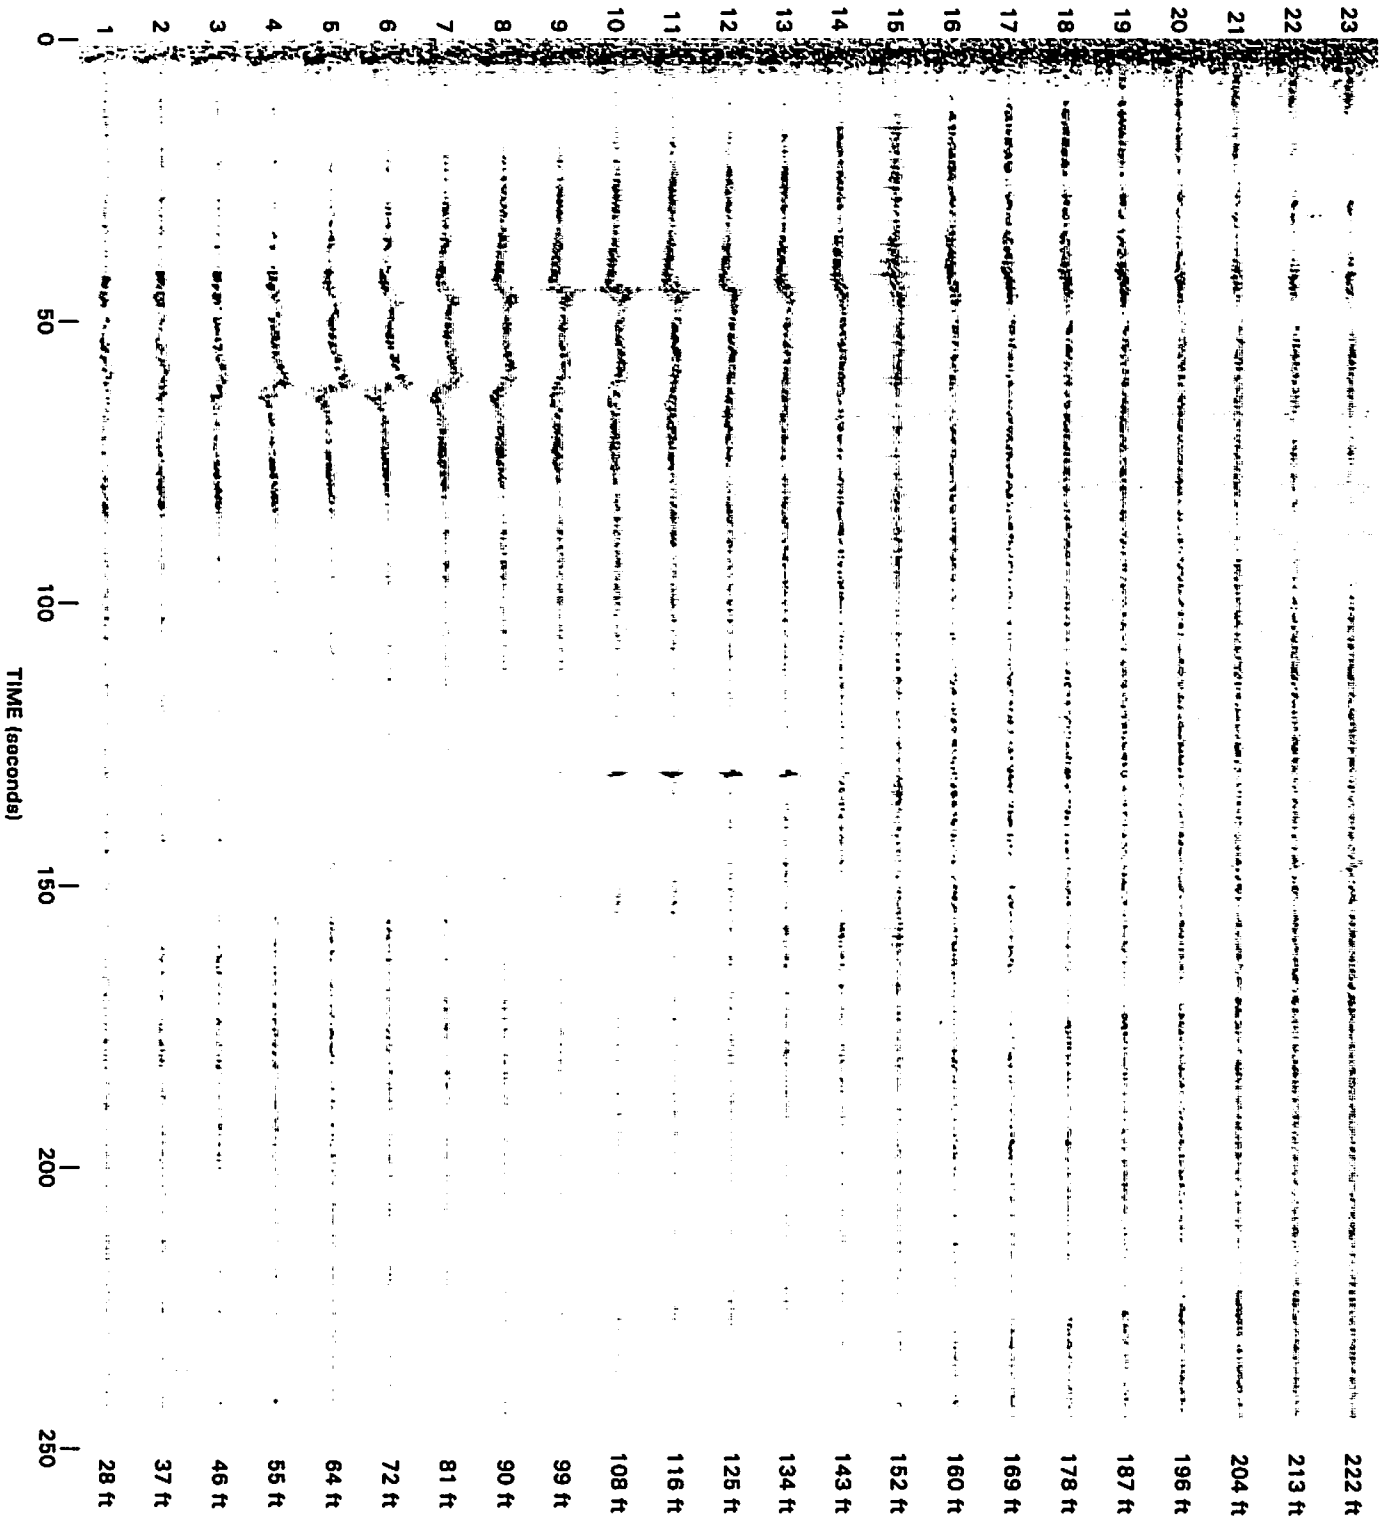 23
22
21
20
19
18
17
16
15
14
13
12
11
10
9
8
7
6
5
4
3
2
1
222 ft
213 ft
204 ft
196 ft
187 ft
178 ft
169 ft
160 ft
152 ft
143 ft
134 ft
125 ft
116 ft
108 ft
99 ft
90 ft
81 ft
72 ft
64 ft
55 ft
46 ft
37 ft
28 ft
0
50
100
150
200
250
TIME (seconds)